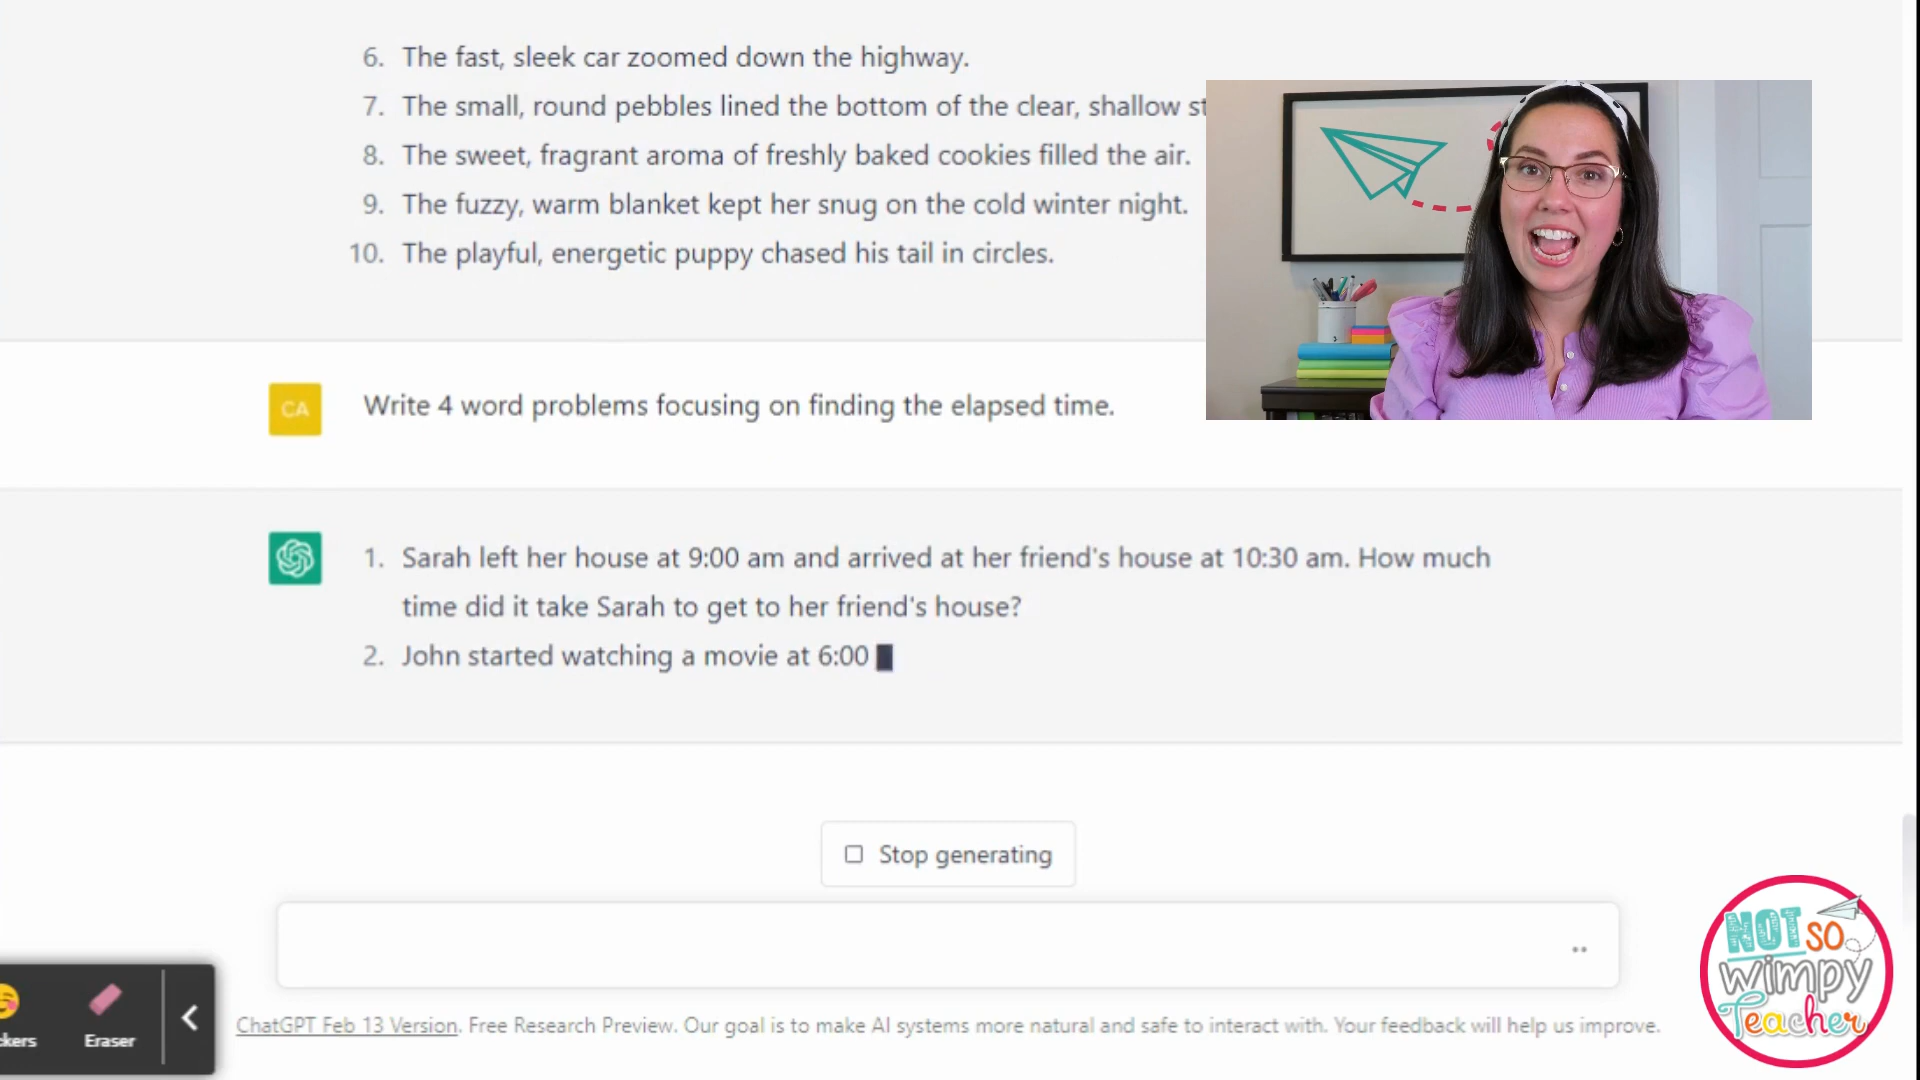 6. The fast, sleek car zoomed down the highway.
7. The small, round pebbles lined the bottom of the clear, shallow
8. The sweet, fragrant aroma of freshly baked cookies filled the air.
9. The fuzzy, warm blanket kept her snug on the cold winter night.
10. The playful, energetic puppy chased his tail in circles.
CA
Write 4 word problems focusing on finding the elapsed time.
1. Sarah left her house at 9:00 am and arrived at her friend's house at 10:30 am. How much
time did it take Sarah to get to her friend's house?
2. John started watching a movie at 6:00
Stop generating
Eraser
ChatGPT Feb 13 Version. Free Research Preview. Our goal is to make AI systems more natural and safe to interact with. Your feedback will help us improve.
NOT SO
wimpy
Teacher